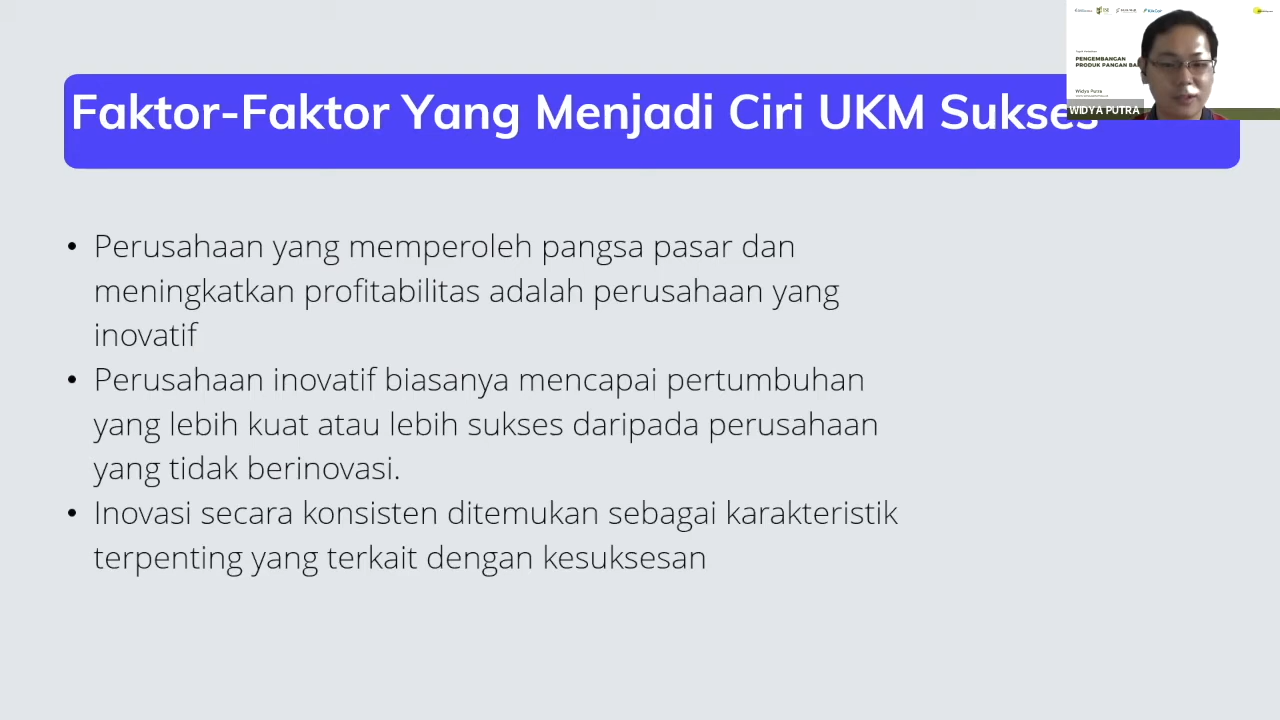 Faktor-Faktor Yang Menjadi Ciri UKM Sukses
Perusahaan yang memperoleh pangsa pasar dan
meningkatkan profitabilitas adalah perusahaan yang
inovatif
Perusahaan inovatif biasanya mencapai pertumbuhan
yang lebih kuat atau lebih sukses daripada perusahaan
yang tidak berinovasi.
Inovasi secara konsisten ditemukan sebagai karakteristik
terpenting yang terkait dengan kesuksesan
PENGEMBANGAN
PRODUK PANGAN
Widya Putra
WIDYA PUTRA